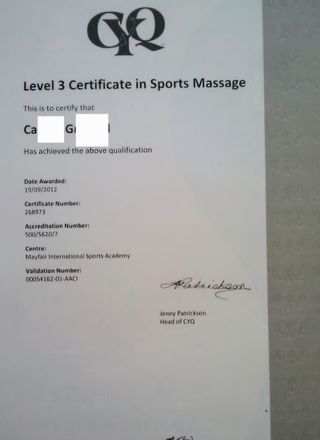 CYQ
Level 3 Certificate in Sports Massage
This is to certify that
Ca G l
Has achieved the above qualification
Date Awarded:
19/09/2012
Certificate Number:
268973
Accreditation Number:
500/5620/7
Centre:
Mayfair International Sports Academy
Validation Number:
00054162-01-AACI
JPatrickson
Jenny Patrickson
Head of CYQ